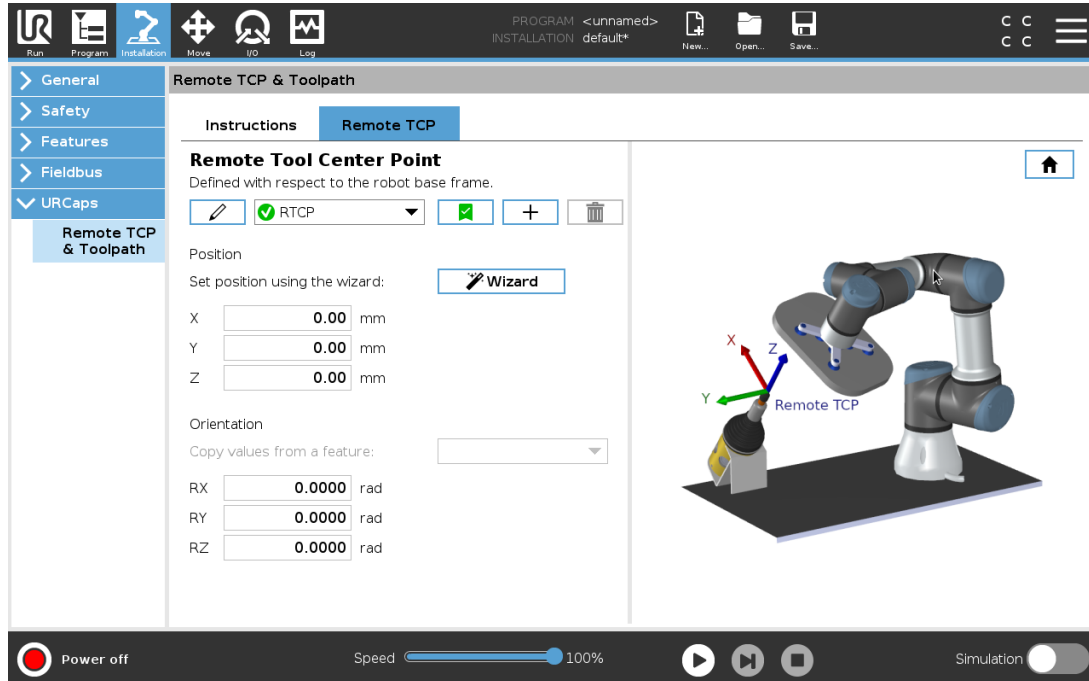 PROGRAM <unnamed>
INSTALLATION default*
C C
C C
UR
Run
Program
Installation
Move
I/O
Log
New...
Open...
Save...
General
Safety
Features
Fieldbus
URCaps
Remote TCP
& Toolpath
Remote TCP & Toolpath
Instructions
Remote TCP
Remote Tool Center Point
Defined with respect to the robot base frame.
RTCP
Position
Set position using the wizard:
Wizard
X 0.00 mm
Y 0.00 mm
Z 0.00 mm
Orientation
Copy values from a feature:
RX 0.0000 rad
RY 0.0000 rad
RZ 0.0000 rad
X
Z
Y
Remote TCP
Power off
Speed 100%
Simulation